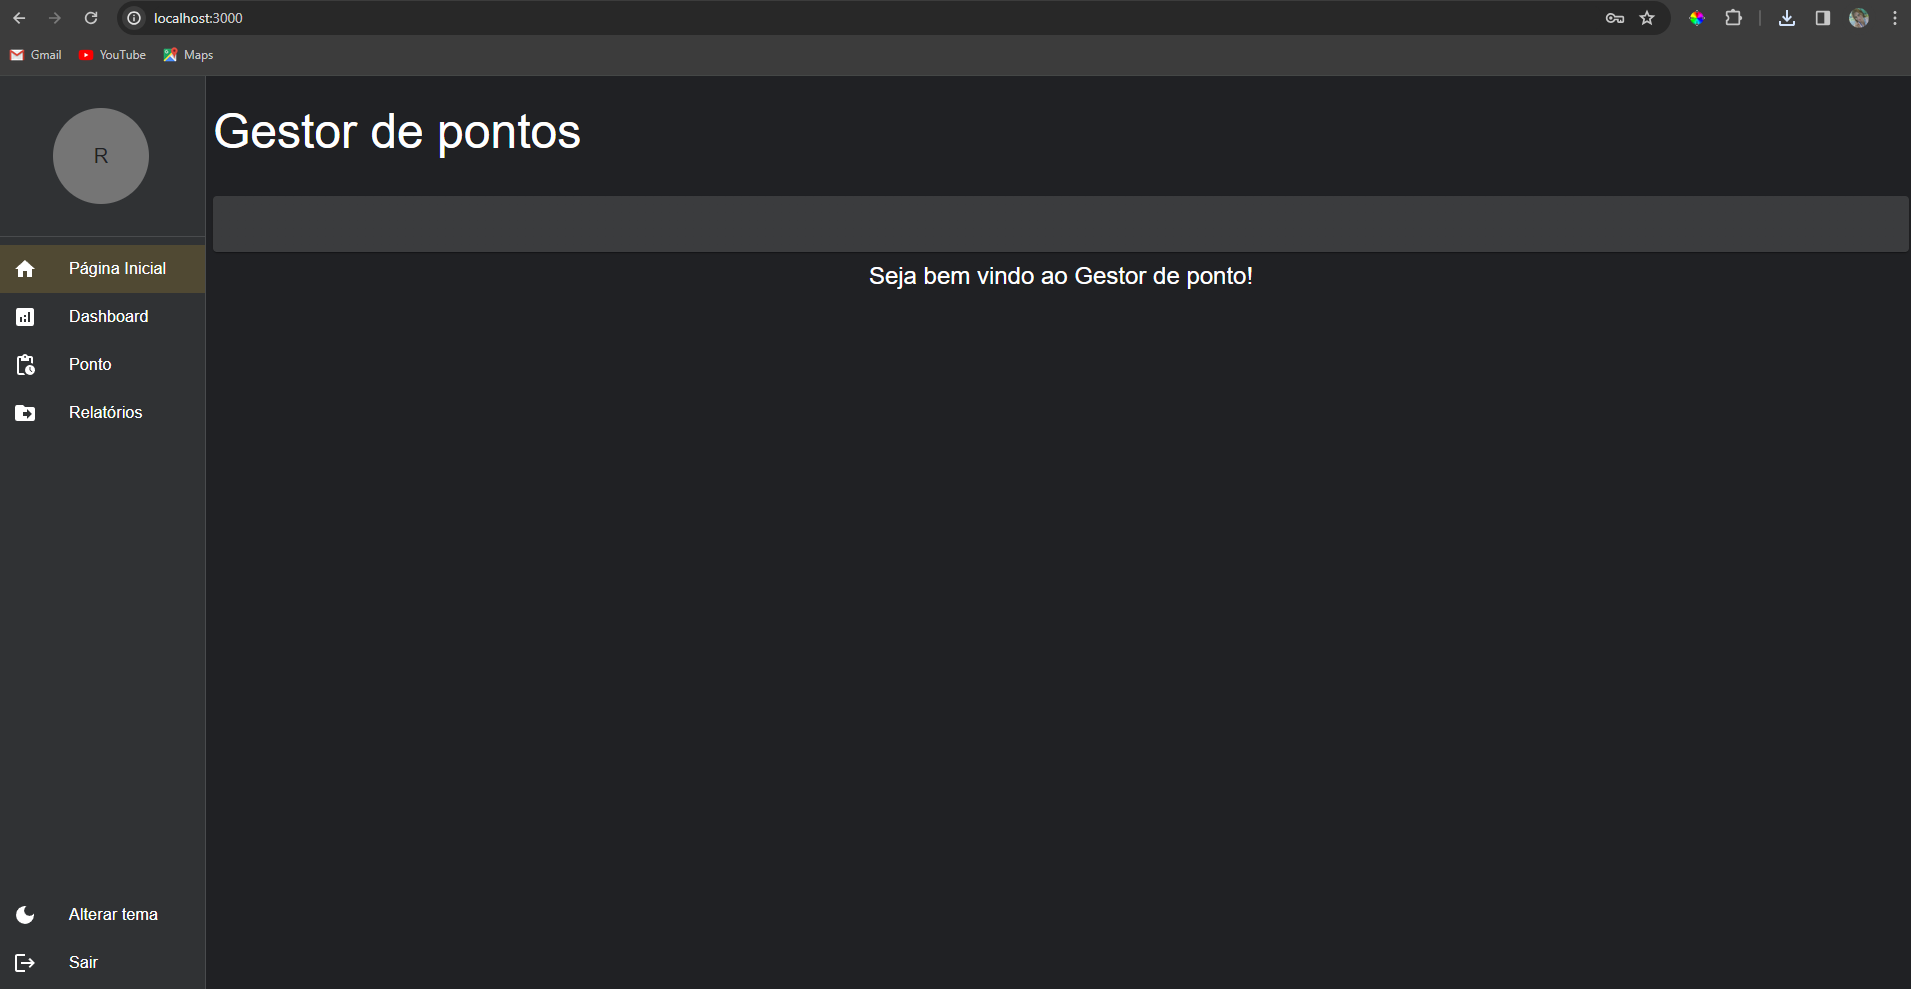 localhost:3000
Gmail YouTube Maps
R
Gestor de pontos
Seja bem vindo ao Gestor de ponto!
Página Inicial
Dashboard
Ponto
Relatórios
Alterar tema
Sair